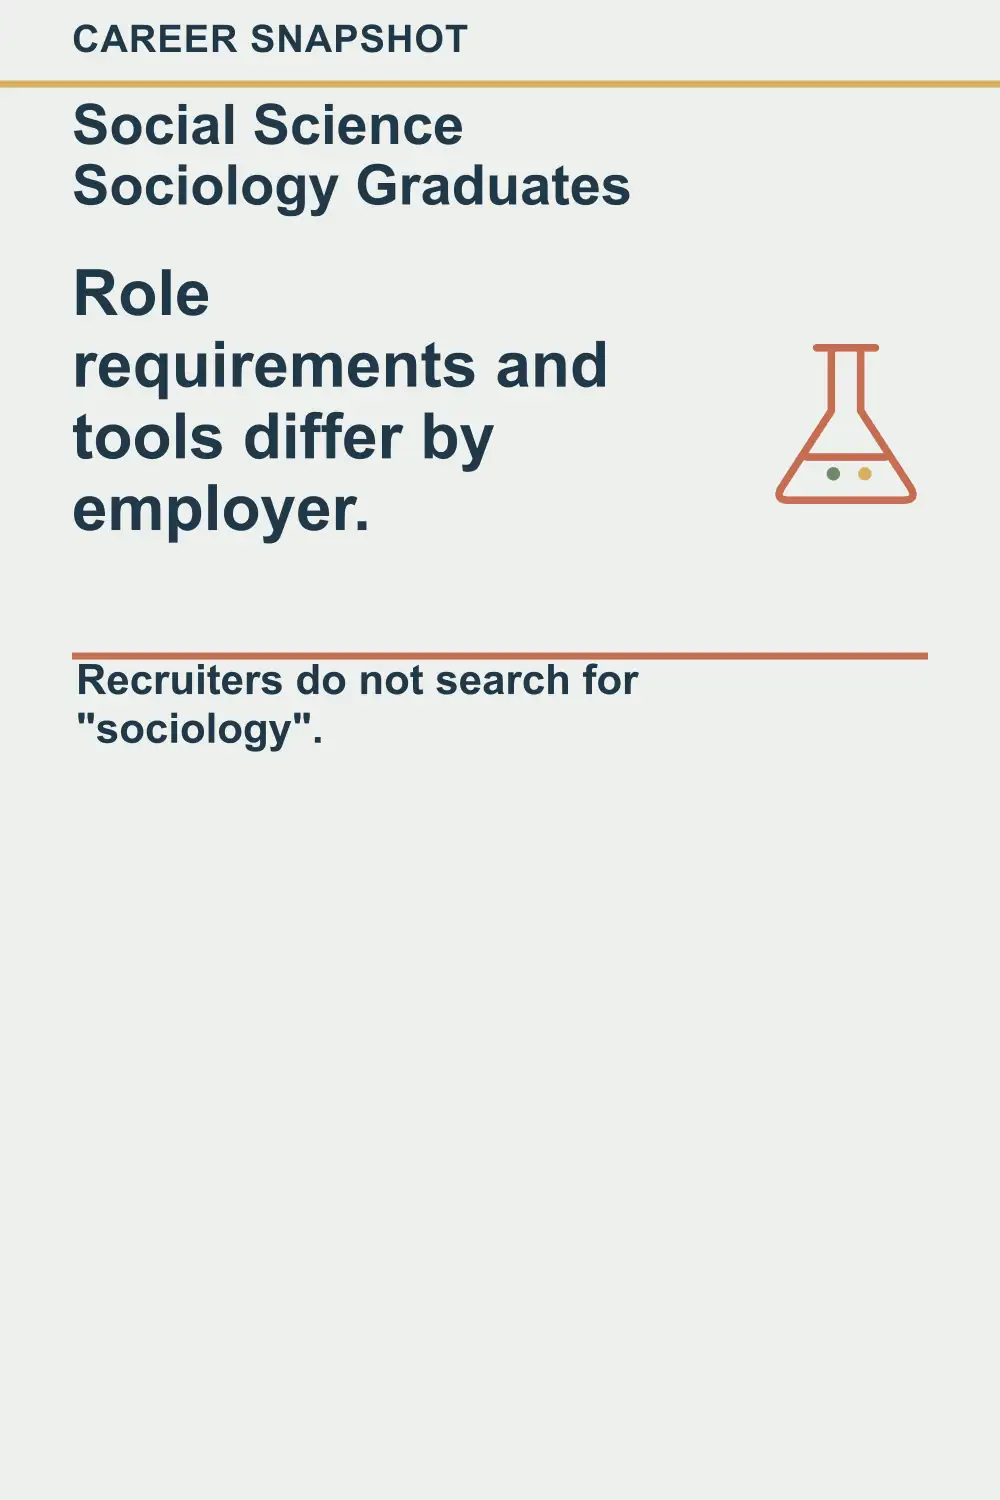 CAREER SNAPSHOT
Social Science
Sociology Graduates
Role
requirements and
tools differ by
employer.
Recruiters do not search for
"sociology".